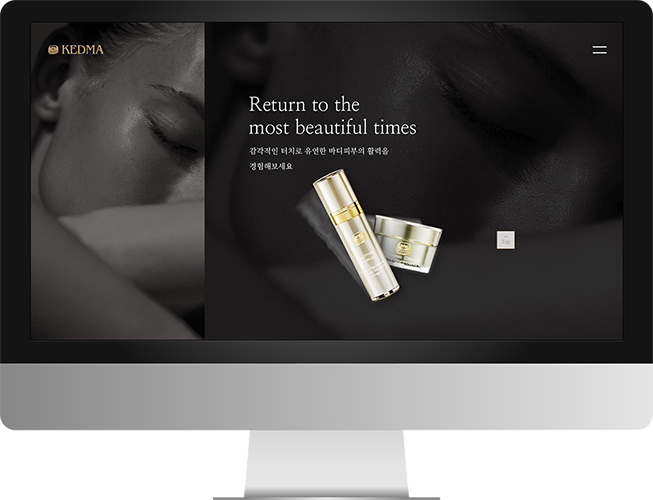 KEDMA
Return to the
most beautiful times
감각적인 터치로 유연한 바디피부의 활력을
경험해보세요
Top